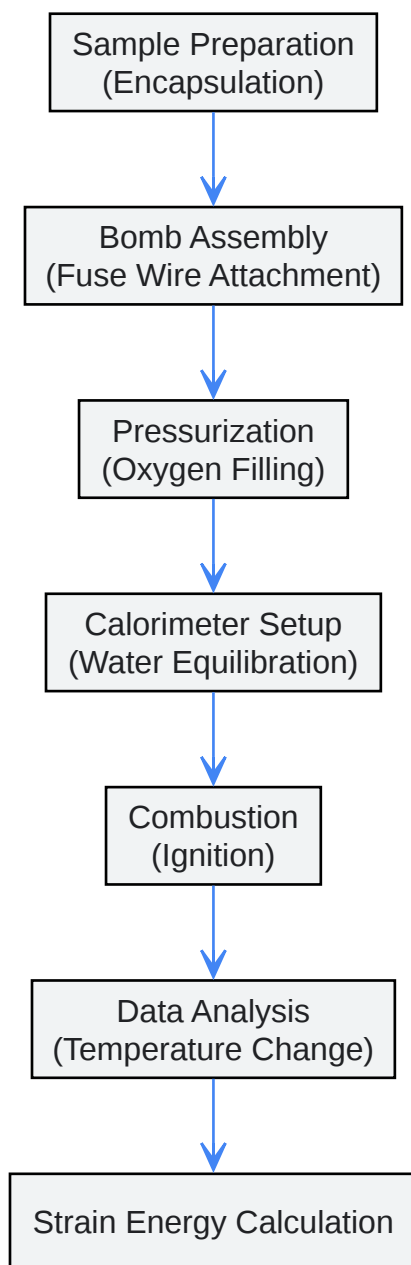 Sample Preparation
(Encapsulation)
Bomb Assembly
(Fuse Wire Attachment)
Pressurization
(Oxygen Filling)
Calorimeter Setup
(Water Equilibration)
Combustion
(Ignition)
Data Analysis
(Temperature Change)
Strain Energy Calculation